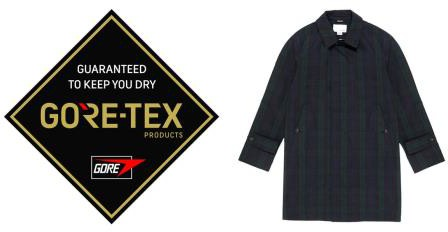 GUARANTEED
TO KEEP YOU DRY
GORE-TEX
PRODUCTS
GORE